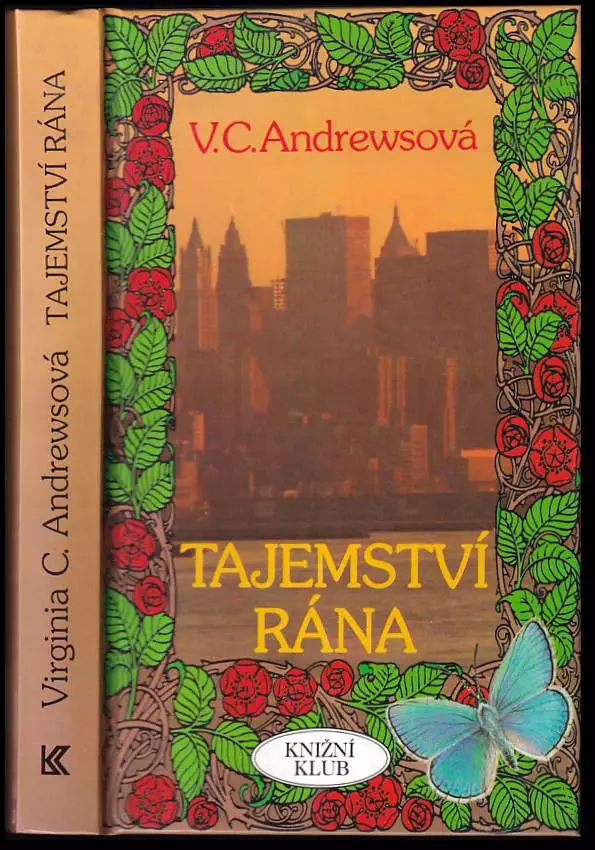 Virginia C. Andrewsová TAJEMSTVÍ RÁNA
V.C.Andrewsová
TAJEMSTVÍ
RÁNA
KNIŽNÍ
KLUB